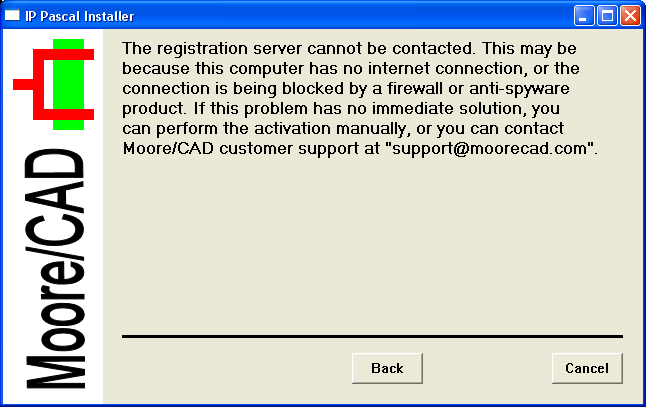 IP Pascal Installer
The registration server cannot be contacted. This may be
because this computer has no internet connection, or the
connection is being blocked by a firewall or anti-spyware
product. If this problem has no immediate solution, you
can perform the activation manually, or you can contact
Moore/CAD customer support at "support@moorecad.com".
Moore/CAD
Back
Cancel